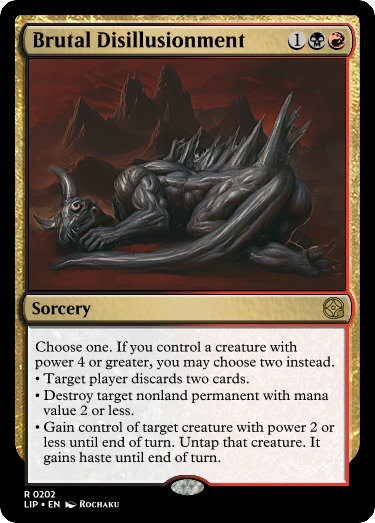 Brutal Disillusionment 1
Sorcery
Choose one. If you control a creature with
power 4 or greater, you may choose two instead.
• Target player discards two cards.
• Destroy target nonland permanent with mana
value 2 or less.
• Gain control of target creature with power 2 or
less until end of turn. Untap that creature. It
gains haste until end of turn.
R 0202
LIP • EN Rochaku